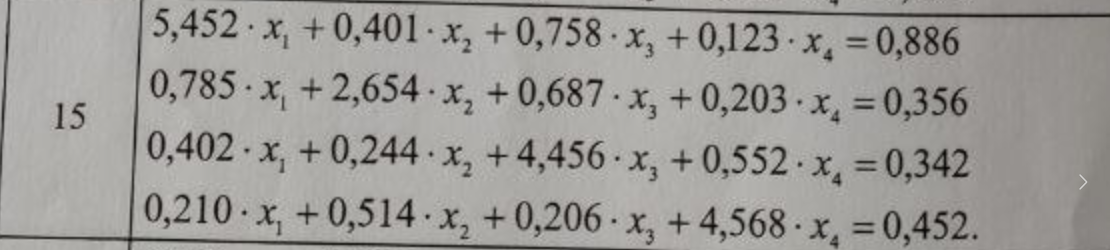 5,452 · x₁ + 0,401 · x₂ + 0,758 · x₃ + 0,123 · x₄ = 0,886
0,785 · x₁ + 2,654 · x₂ + 0,687 · x₃ + 0,203 · x₄ = 0,356
15
0,402 · x₁ + 0,244 · x₂ + 4,456 · x₃ + 0,552 · x₄ = 0,342
0,210 · x₁ + 0,514 · x₂ + 0,206 · x₃ + 4,568 · x₄ = 0,452.